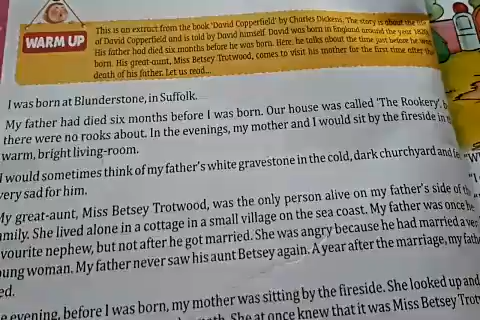 WARM UP
This is an extract from the book 'David Copperfield' by Charles Dickens. The story is about the life
of David Copperfield and is told by David himself. David was born in England around the year 1820.
His father had died six months before he was born. Here, he talks about the time just before he was
born. His great-aunt, Miss Betsey Trotwood, comes to visit his mother for the first time after the
death of his father. Let us read...
I was born at Blunderstone, in Suffolk.
My father had died six months before I was born. Our house was called 'The Rookery', b
there were no rooks about. In the evenings, my mother and I would sit by the fireside in
warm, bright living-room.
I would sometimes think of my father's white gravestone in the cold, dark churchyard and
very sad for him.
My great-aunt, Miss Betsey Trotwood, was the only person alive on my father's side of th
amily. She lived alone in a cottage in a small village on the sea coast. My father was once he
vourite nephew, but not after he got married. She was angry because he had married a ver
oung woman. My father never saw his aunt Betsey again. A year after the marriage, my fath
ed.
e evening, before I was born, my mother was sitting by the fireside. She looked up and
She at once knew that it was Miss Betsey Trot